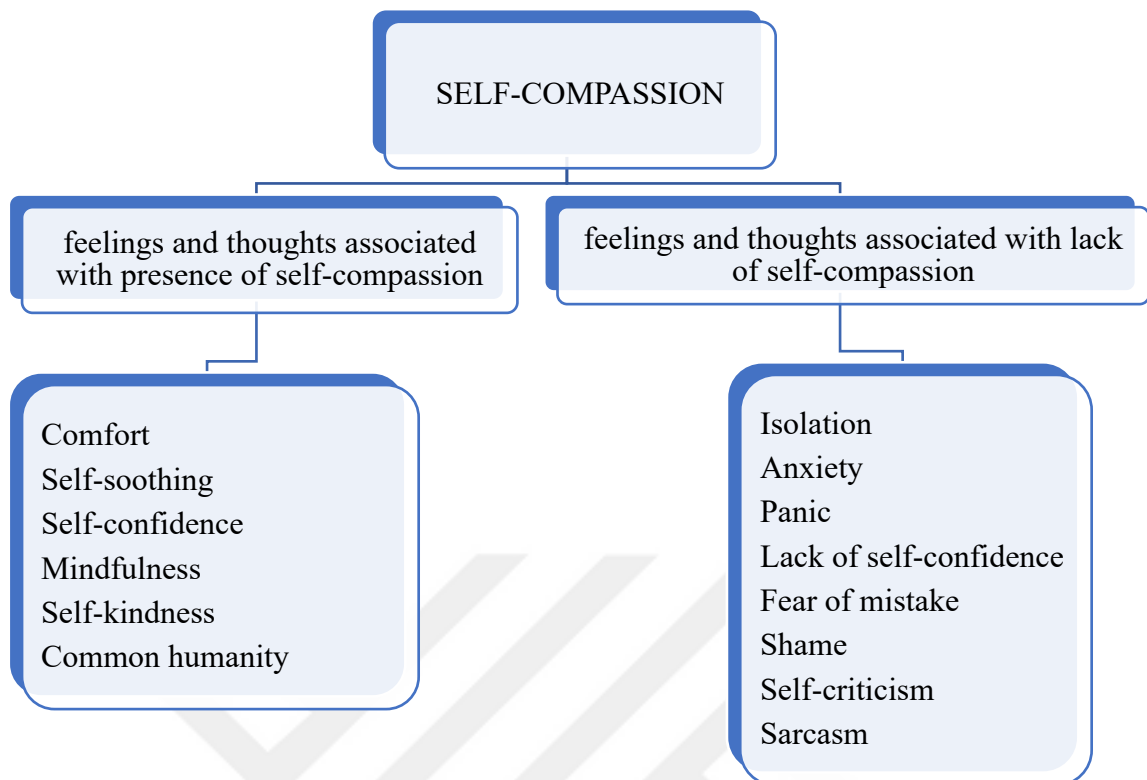 SELF-COMPASSION
feelings and thoughts associated
with presence of self-compassion
feelings and thoughts associated with lack
of self-compassion
Comfort
Self-soothing
Self-confidence
Mindfulness
Self-kindness
Common humanity
Isolation
Anxiety
Panic
Lack of self-confidence
Fear of mistake
Shame
Self-criticism
Sarcasm